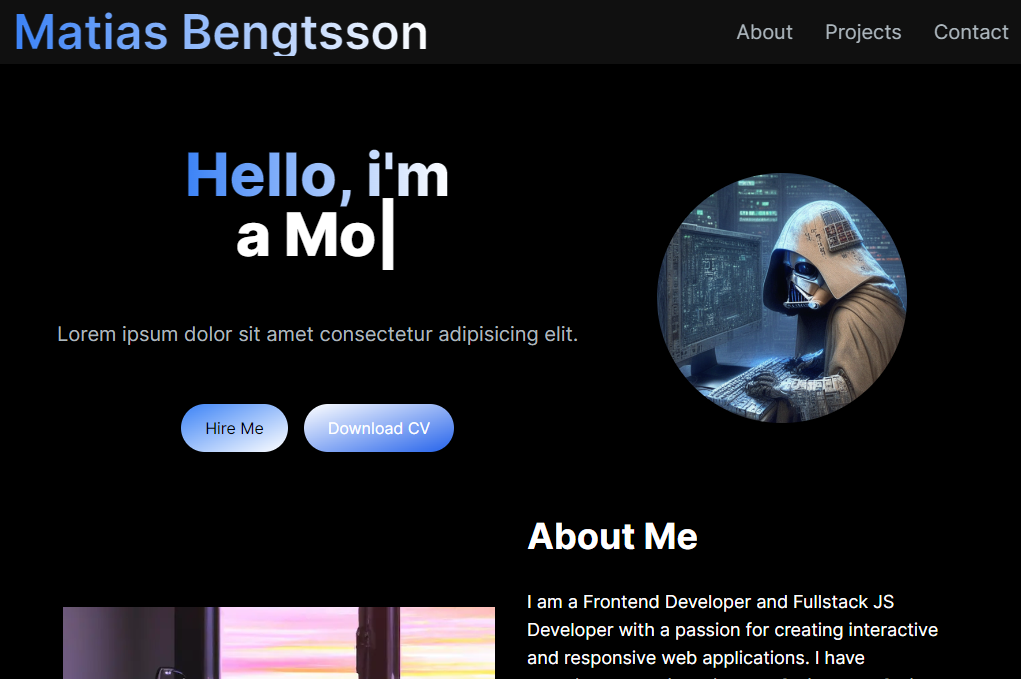 Matias Bengtsson
About
Projects
Contact
Hello, i'm
a Mo
Lorem ipsum dolor sit amet consectetur adipisicing elit.
Hire Me
Download CV
About Me
I am a Frontend Developer and Fullstack JS
Developer with a passion for creating interactive
and responsive web applications. I have